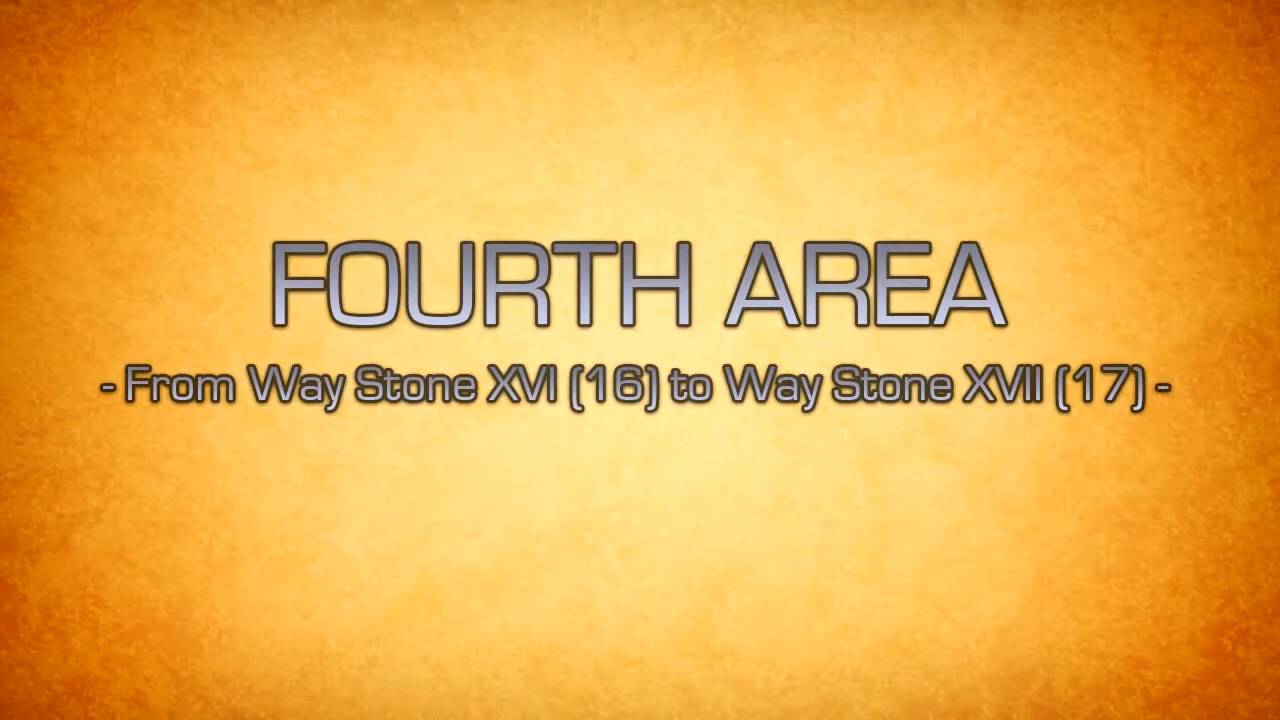 FOURTH AREA
- From Way Stone XVI (16) to Way Stone XVII (17) -